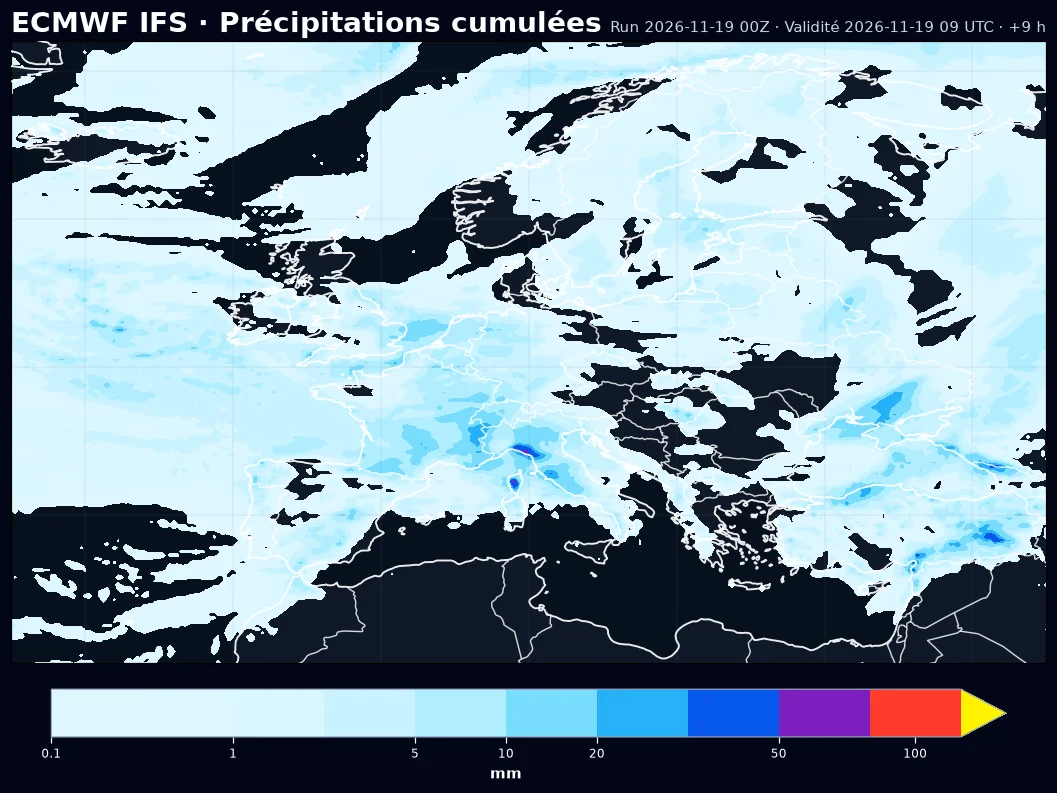 ECMWF IFS · Précipitations cumulées Run 2026-11-19 00Z · Validité 2026-11-19 09 UTC · +9 h
0.1 1 5 10 20 50 100
mm